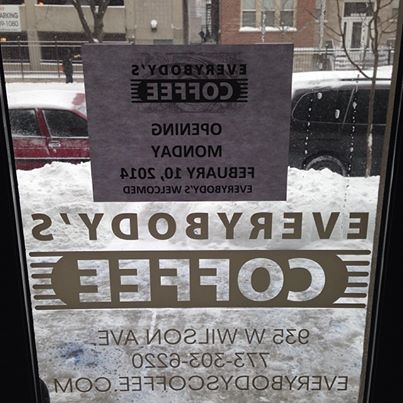 EVERYBODY'S
COFFEE
OPENING
MONDAY
FEBUARY 10, 2014
EVERYBODY'S WELCOMED
EVERYBODY'S
COFFEE
935 W WILSON AVE.
773-303-6220
EVERYBODYSCOFFEE.COM